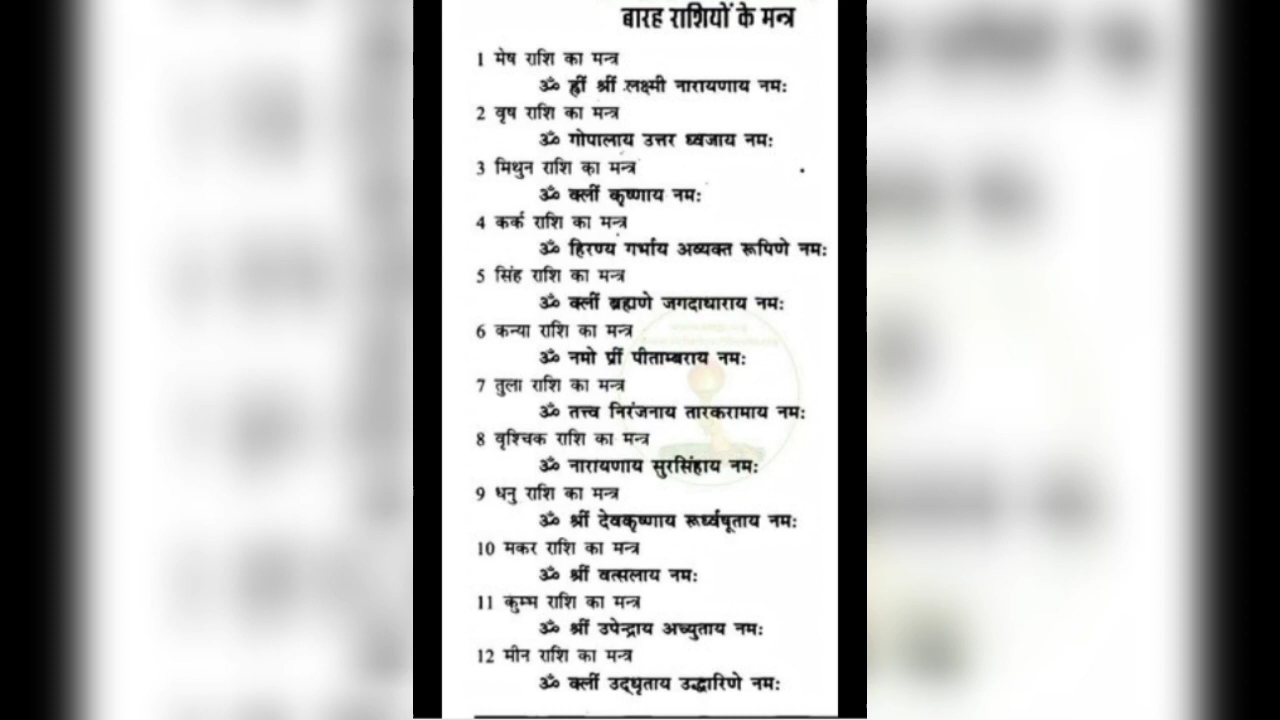 बारह राशियों के मन्त्र
1 मेष राशि का मन्त्र
ॐ ह्रीं श्रीं लक्ष्मी नारायणाय नमः
2 वृष राशि का मन्त्र
ॐ गोपालाय उत्तर ध्वजाय नमः
3 मिथुन राशि का मन्त्र
ॐ क्लीं कृष्णाय नमः
4 कर्क राशि का मन्त्र
ॐ हिरण्य गर्भाय अव्यक्त रूपिणे नमः
5 सिंह राशि का मन्त्र
ॐ क्लीं ब्रह्मणे जगदाधाराय नमः
6 कन्या राशि का मन्त्र
ॐ नमो प्रीं पीताम्बराय नमः
7 तुला राशि का मन्त्र
ॐ तत्त्व निरंजनाय तारकरामाय नमः
8 वृश्चिक राशि का मन्त्र
ॐ नारायणाय सुरसिंहाय नमः
9 धनु राशि का मन्त्र
ॐ श्रीं देवकृष्णाय रूर्ध्वषूताय नमः
10 मकर राशि का मन्त्र
ॐ श्रीं वत्सलाय नमः
11 कुम्भ राशि का मन्त्र
ॐ श्रीं उपेन्द्राय अच्युताय नमः
12 मीन राशि का मन्त्र
ॐ क्लीं उद्धृताय उद्धारिणे नमः